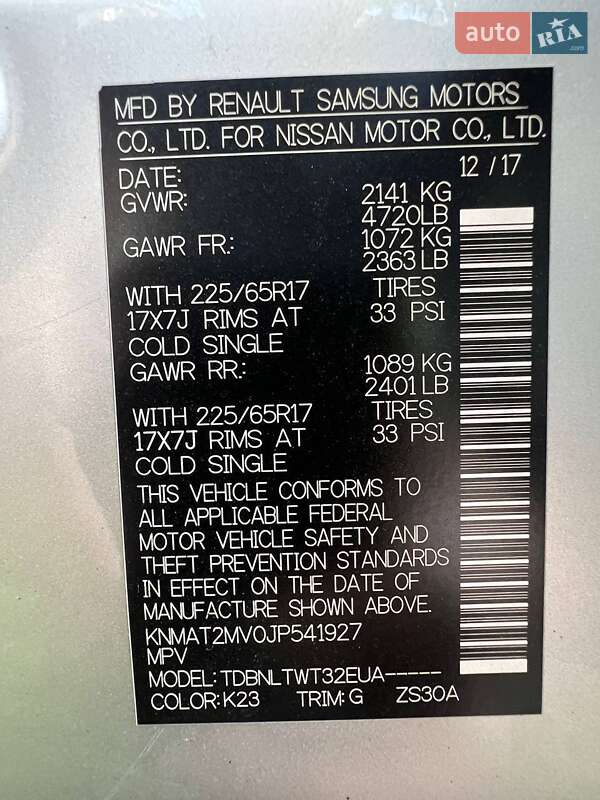 auto RIA.com
MFD BY RENAULT SAMSUNG MOTORS
CO., LTD. FOR NISSAN MOTOR CO., LTD.
DATE: 12 / 17
GVWR: 2141 KG
4720LB
GAWR FR.: 1072 KG
2363 LB
WITH 225/65R17 TIRES
17X7J RIMS AT 33 PSI
COLD SINGLE
GAWR RR.: 1089 KG
2401 LB
WITH 225/65R17 TIRES
17X7J RIMS AT 33 PSI
COLD SINGLE
THIS VEHICLE CONFORMS TO
ALL APPLICABLE FEDERAL
MOTOR VEHICLE SAFETY AND
THEFT PREVENTION STANDARDS
IN EFFECT ON THE DATE OF
MANUFACTURE SHOWN ABOVE.
KNMAT2MV0JP541927
MPV
MODEL: TDBNLTWT32EUA-----
COLOR: K23 TRIM: G ZS30A